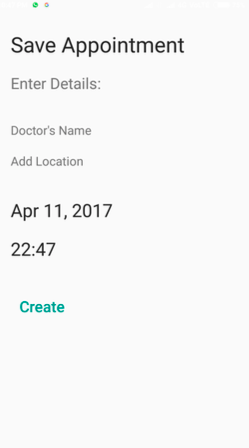 Save Appointment
Enter Details:
Doctor's Name
Add Location
Apr 11, 2017
22:47
Create